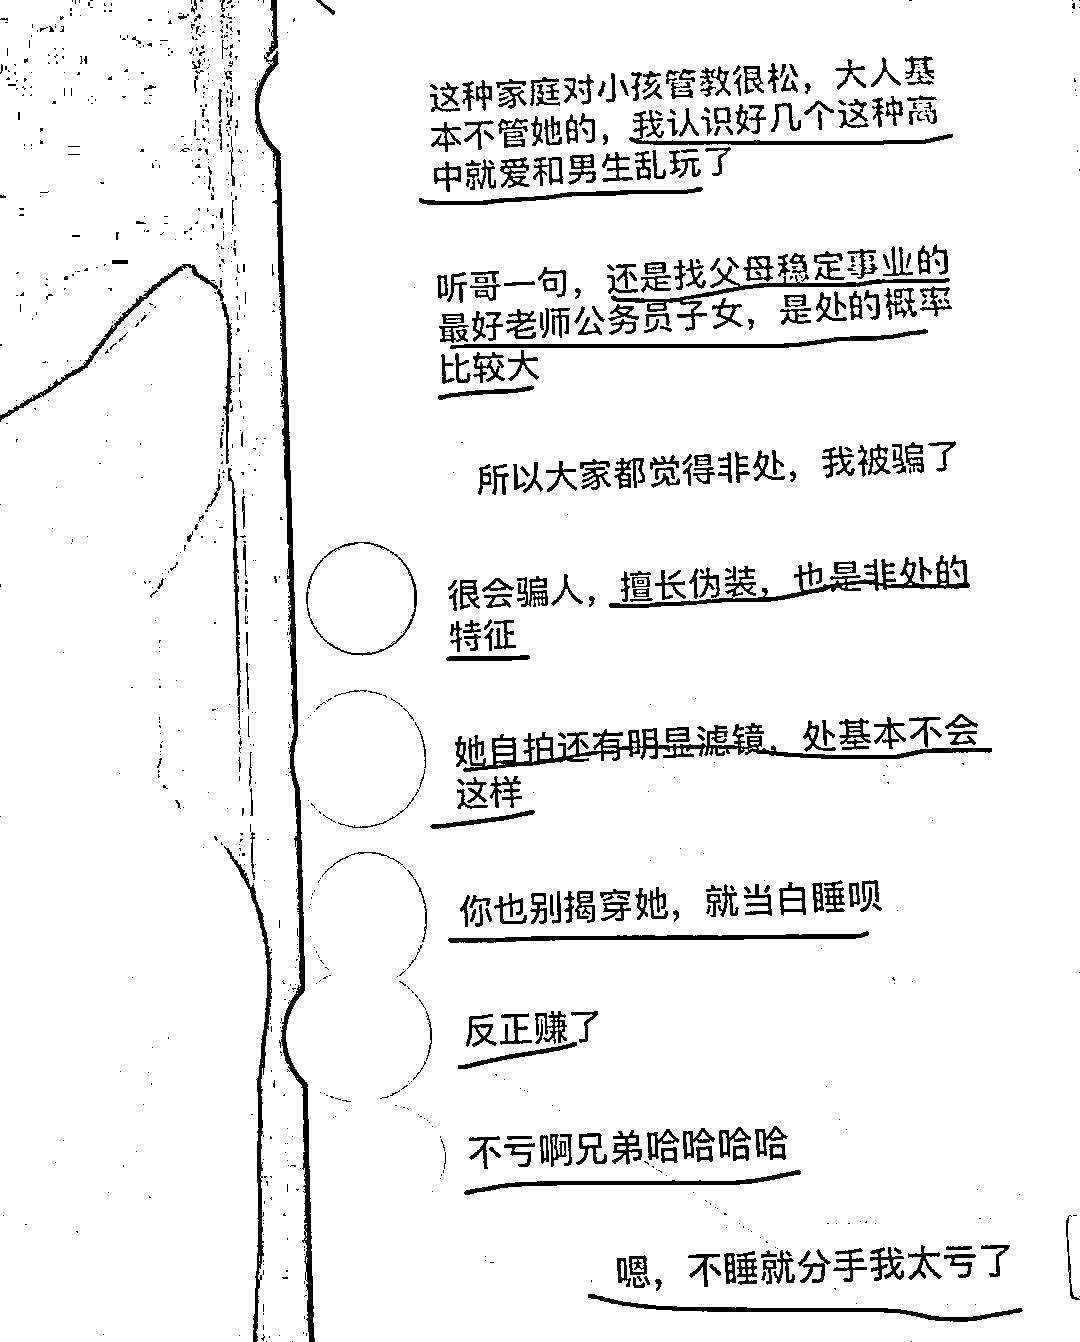 这种家庭对小孩管教很松，大人基
本不管她的，我认识好几个这种高
中就爱和男生乱玩了
听哥一句，还是找父母稳定事业的
最好老师公务员子女，是处的概率
比较大
所以大家都觉得非处，我被骗了
很会骗人，擅长伪装，也是非处的
特征
她自拍还有明显滤镜，处基本不会
这样
你也别揭穿她，就当白睡呗
反正赚了
不亏啊兄弟哈哈哈哈
嗯，不睡就分手我太亏了